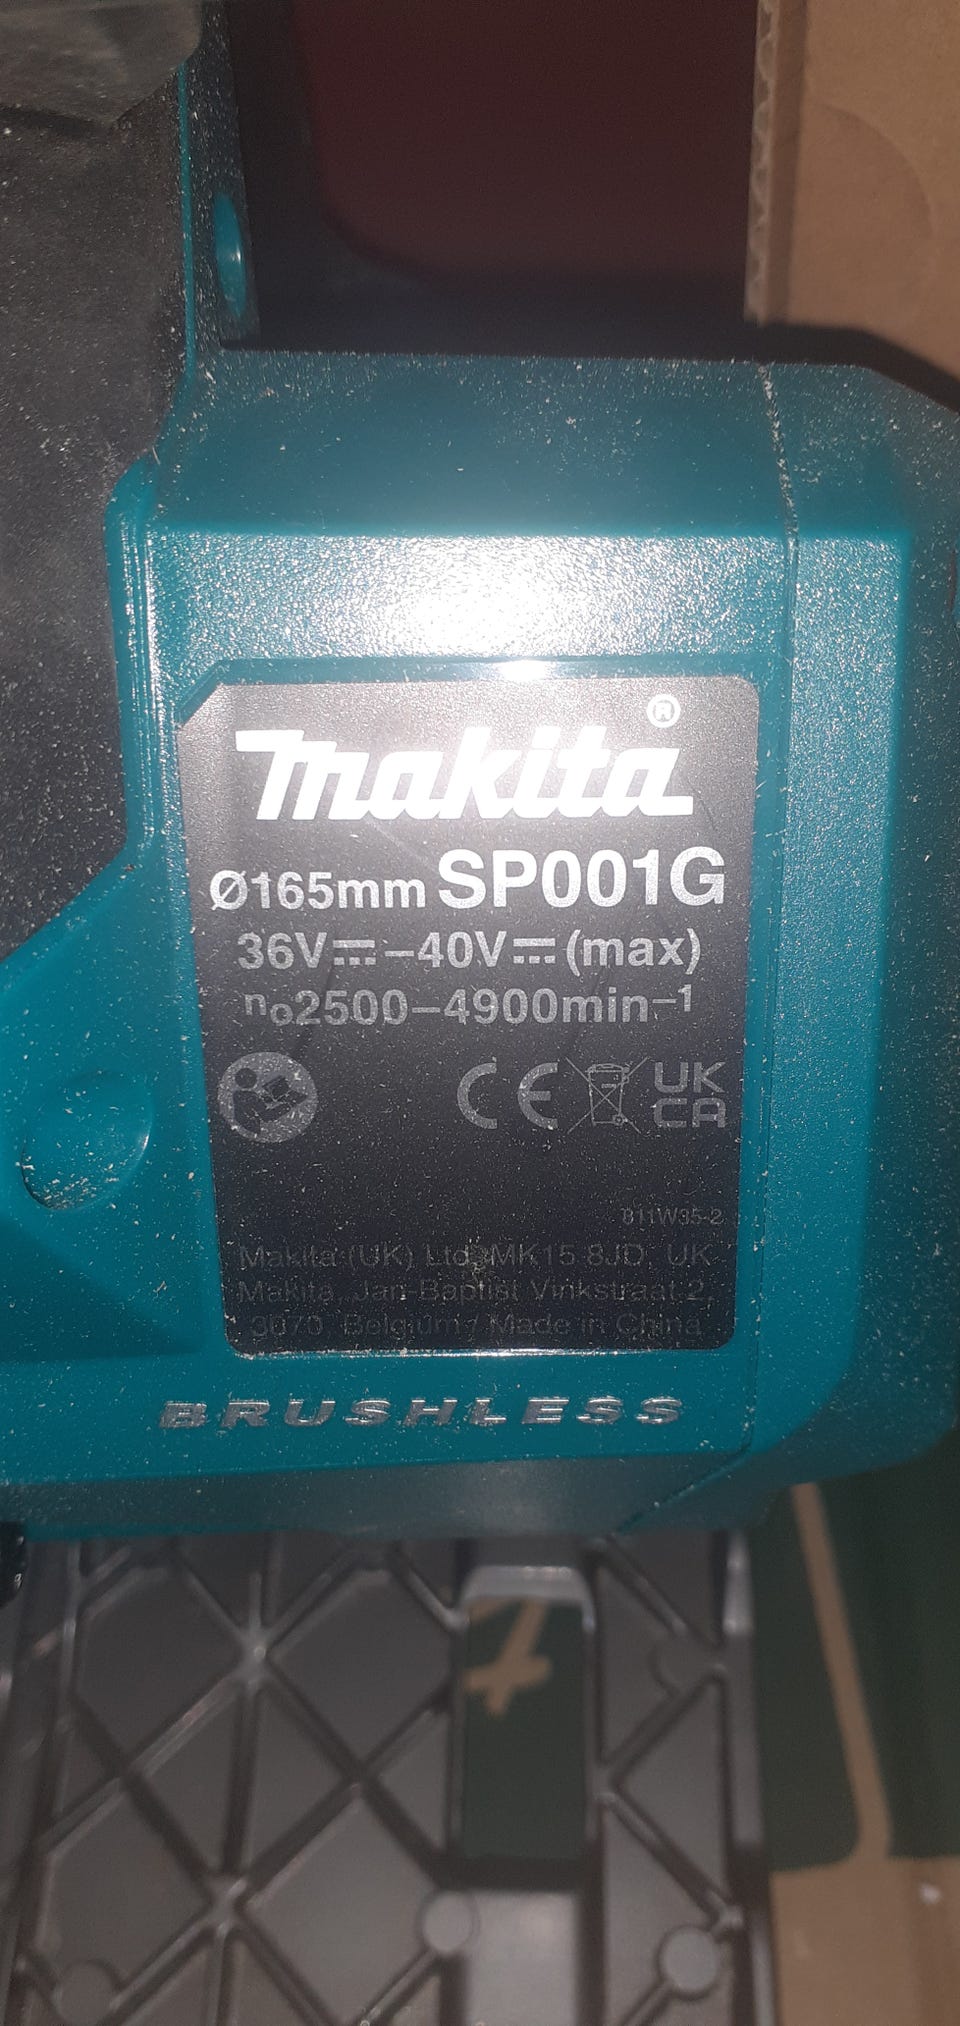 makita®
Ø165mm SP001G
36V⎓–40V⎓(max)
n₀2500–4900min⁻¹
CE UK
CA
811W35-2
Makita (UK) Ltd. MK15 8JD, UK
Makita, Jan-Baptist Vinkstraat 2,
3070, Belgium / Made in China
BRUSHLESS